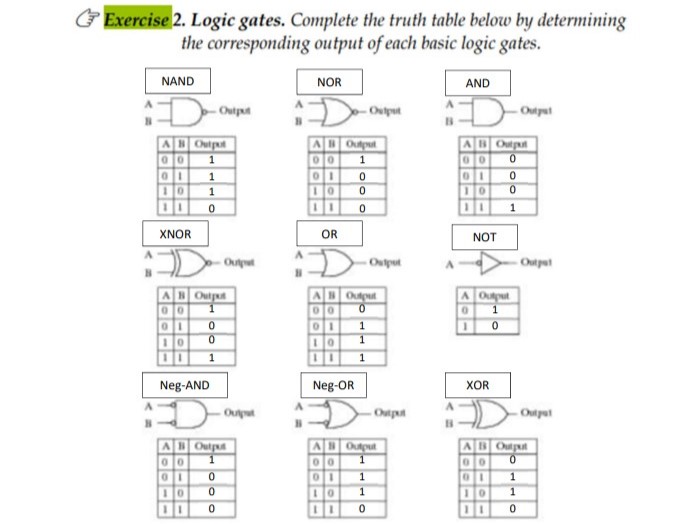 Exercise 2. Logic gates. Complete the truth table below by determining
the corresponding output of each basic logic gates.
NAND
A
B
Output
A B Output
0 0 1
0 1 1
1 0 1
1 1 0
NOR
A
B
Output
A B Output
0 0 1
0 1 0
1 0 0
1 1 0
AND
A
B
Output
A B Output
0 0 0
0 1 0
1 0 0
1 1 1
XNOR
A
B
Output
A B Output
0 0 1
0 1 0
1 0 0
1 1 1
OR
A
B
Output
A B Output
0 0 0
0 1 1
1 0 1
1 1 1
NOT
A
Output
A Output
0 1
1 0
Neg-AND
A
B
Output
A B Output
0 0 1
0 1 0
1 0 0
1 1 0
Neg-OR
A
B
Output
A B Output
0 0 1
0 1 1
1 0 1
1 1 0
XOR
A
B
Output
A B Output
0 0 0
0 1 1
1 0 1
1 1 0